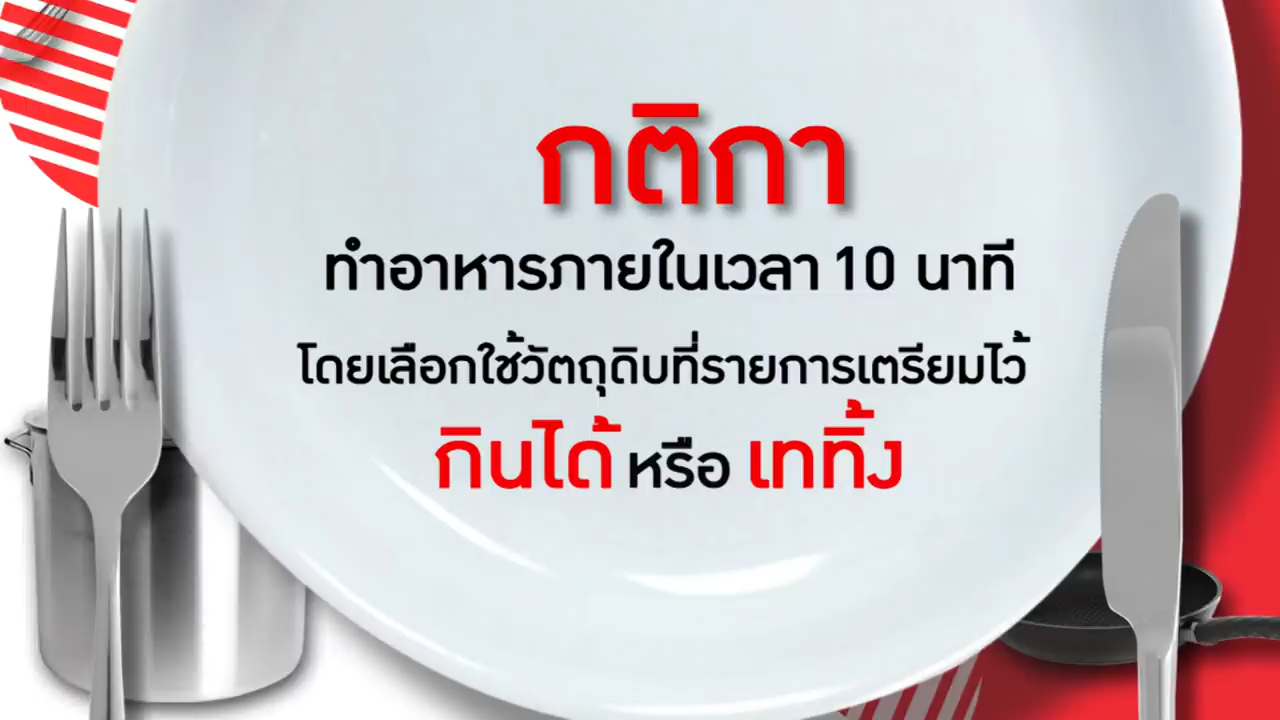 กติกา
ทำอาหารภายในเวลา 10 นาที
โดยเลือกใช้วัตถุดิบที่รายการเตรียมไว้
กินได้ หรือ เททิ้ง